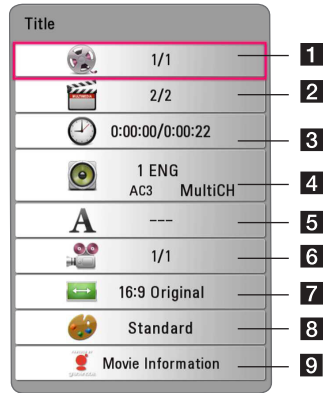 Title
1/1 1
2/2 2
0:00:00/0:00:22 3
1 ENG
AC3 MultiCH 4
A --- 5
1/1 6
16:9 Original 7
Standard 8
Movie Information 9
gracenote